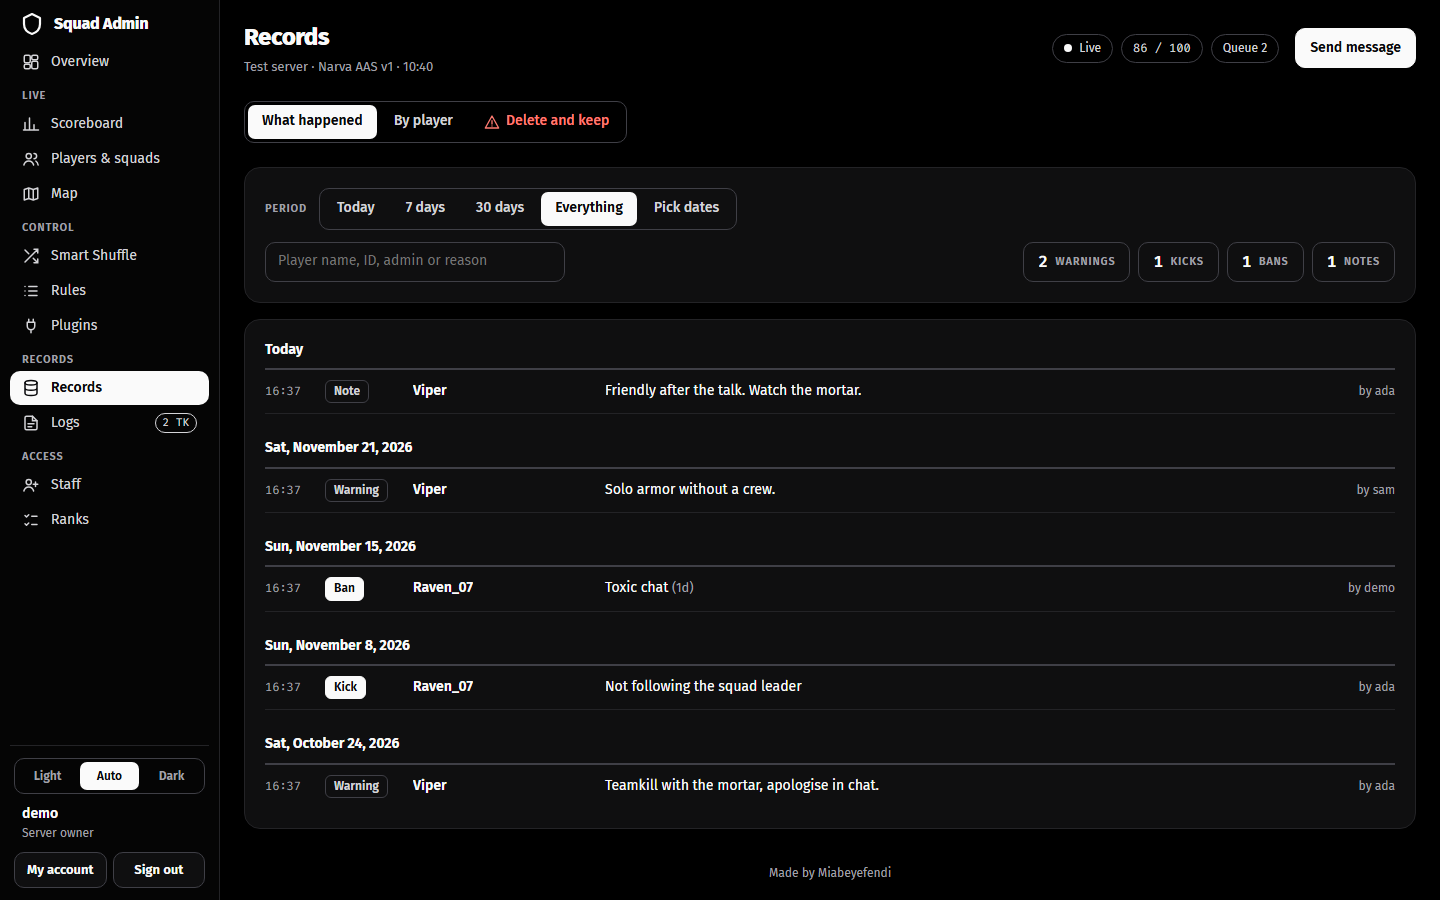 Squad Admin
Overview
LIVE
Scoreboard
Players & squads
Map
CONTROL
Smart Shuffle
Rules
Plugins
RECORDS
Records
Logs 2 TK
ACCESS
Staff
Ranks
Light Auto Dark
demo
Server owner
My account Sign out
Records
Test server · Narva AAS v1 · 10:40
Live 86 / 100 Queue 2 Send message
What happened By player Delete and keep
PERIOD Today 7 days 30 days Everything Pick dates
Player name, ID, admin or reason 2 WARNINGS 1 KICKS 1 BANS 1 NOTES
Today
16:37 Note Viper Friendly after the talk. Watch the mortar. by ada
Sat, November 21, 2026
16:37 Warning Viper Solo armor without a crew. by sam
Sun, November 15, 2026
16:37 Ban Raven_07 Toxic chat (1d) by demo
Sun, November 8, 2026
16:37 Kick Raven_07 Not following the squad leader by ada
Sat, October 24, 2026
16:37 Warning Viper Teamkill with the mortar, apologise in chat. by ada
Made by Miabeyefendi